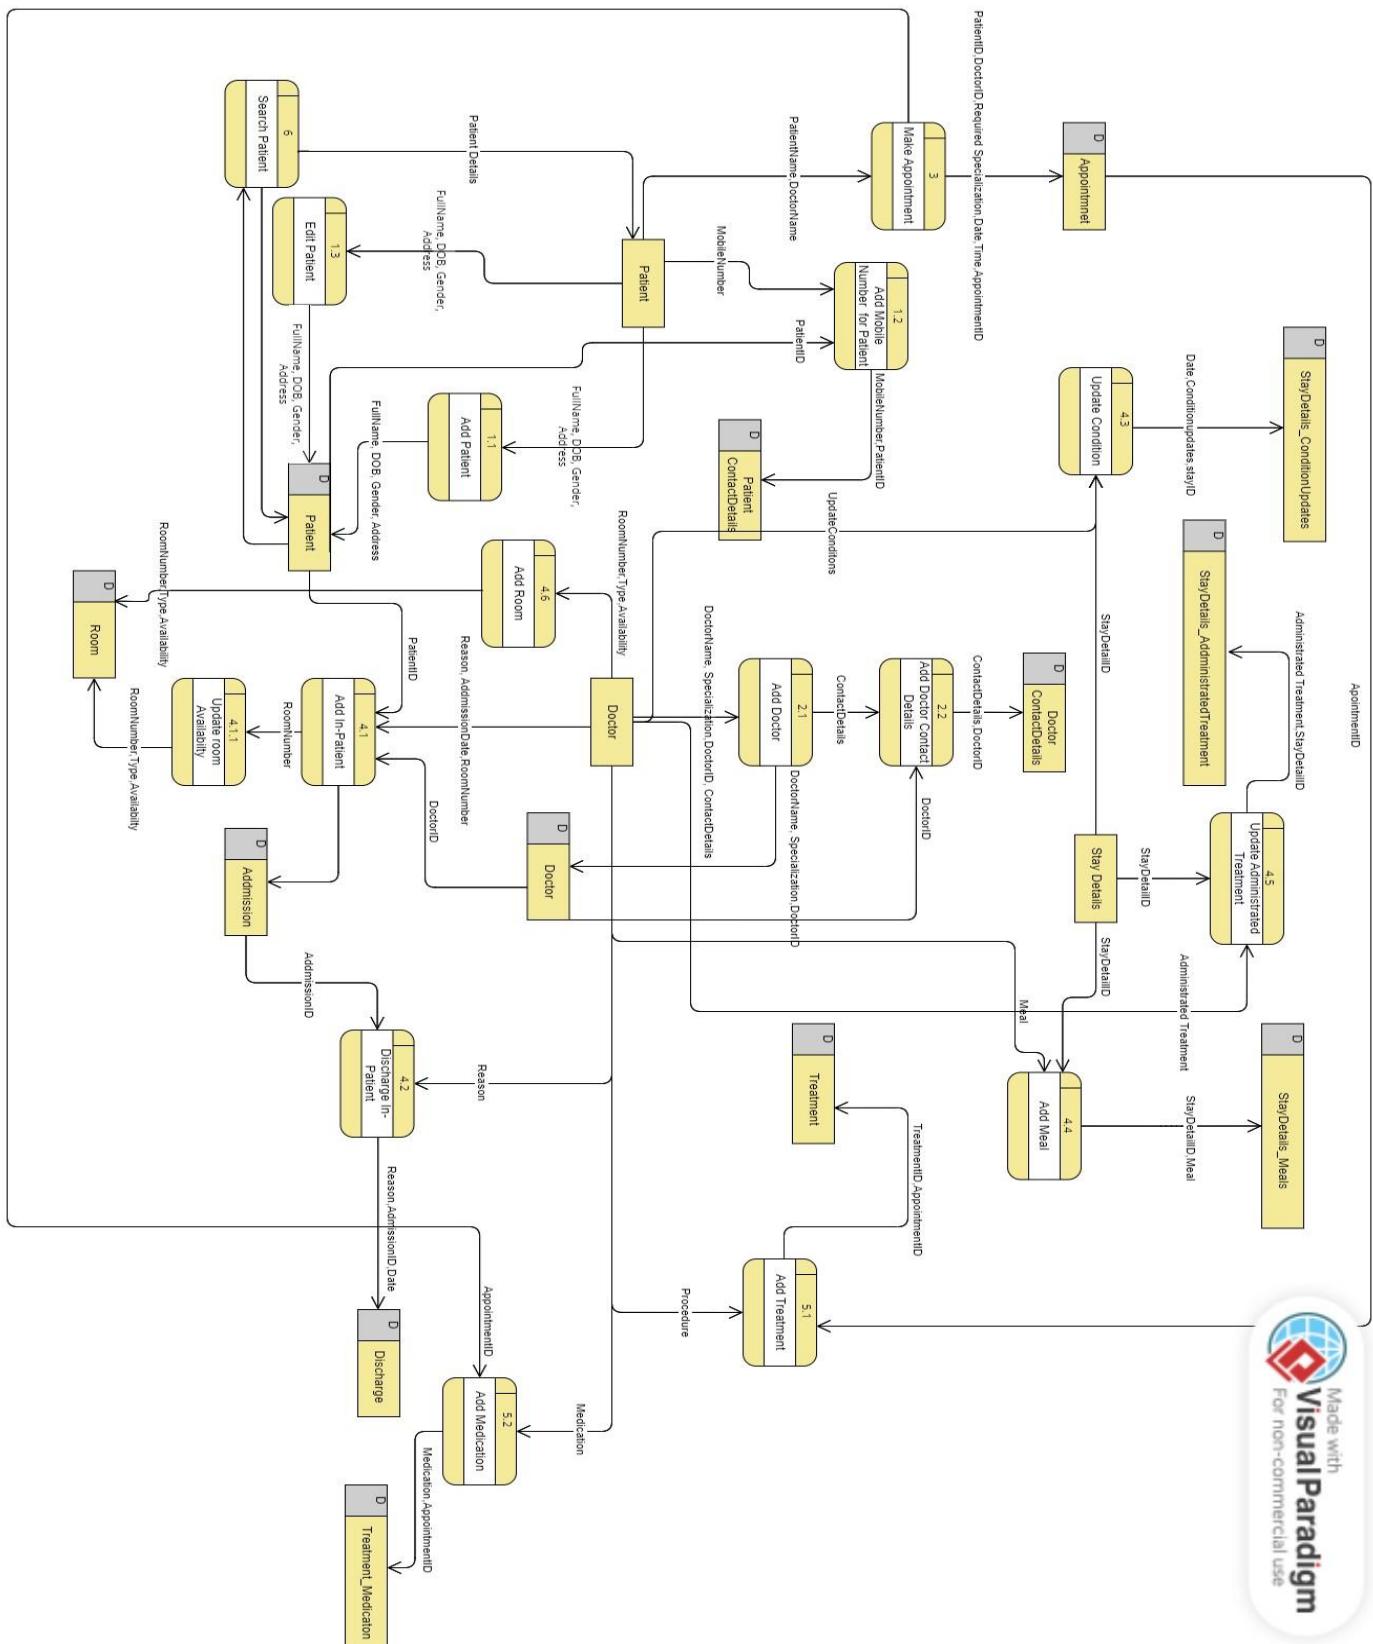 Made with
VisualParadigm
For non-commercial use
ApointmentID
D
StayDetails_ConditionUpdates
Administrated Treatment,StayDetailID
D
StayDetails_Meals
4.5
Update Administrated
Treatment
D
StayDetails_AddministratedTreatment
Date,Conditionupdates,stayID
StayDetailID,Meal
Administrated Treatment
StayDetailID
4.3
Update Condition
StayDetailID
Stay Details
StayDetailID
D
Appointmnet
4.4
Add Meal
Meal
D
Doctor
ContactDetails
PatientID,DoctorID,Required Specialization,Date,Time,AppointmentID
ContactDetails,DoctorID
3
Make Appointment
2.2
Add Doctor Contact
Details
DoctorID
TreatmentID,AppointmentID
1.2
Add Mobile
Number for Patient
MobileNumber,PatientID
ContactDetails
UpdateConditons
D
Treatment
5.1
Add Treatment
PatientName,DoctorName
PatientID
2.1
Add Doctor
DoctorName, Specialization,DoctorID
D
Patient
ContactDetails
MobileNumber
DoctorName, Specialization,DoctorID, ContactDetails
Procedure
Patient
RoomNumber,Type,Availability
Doctor
FullName, DOB, Gender,
Address
Medication
4.6
Add Room
D
Doctor
5.2
Add Medication
Patient Details
1.1
Add Patient
Reason, AddmissionDate,RoomNumber
DoctorID
Reason
AppointmentID
FullName, DOB, Gender,
Address
FullName, DOB, Gender, Address
PatientID
4.2
Discharge In-
Patient
Reason,AdmissionID,Date
D
Discharge
Medication,AppointmentID
D
Treatment_Medicaton
1.3
Edit Patient
D
Patient
4.1
Add In-Patient
AddmissionID
FullName, DOB, Gender,
Address
RoomNumber
6
Search Patient
D
Addmission
4.1.1
Update room
Availabilty
RoomNumber,Type,Availability
RoomNumber,Type,Availabilty
D
Room